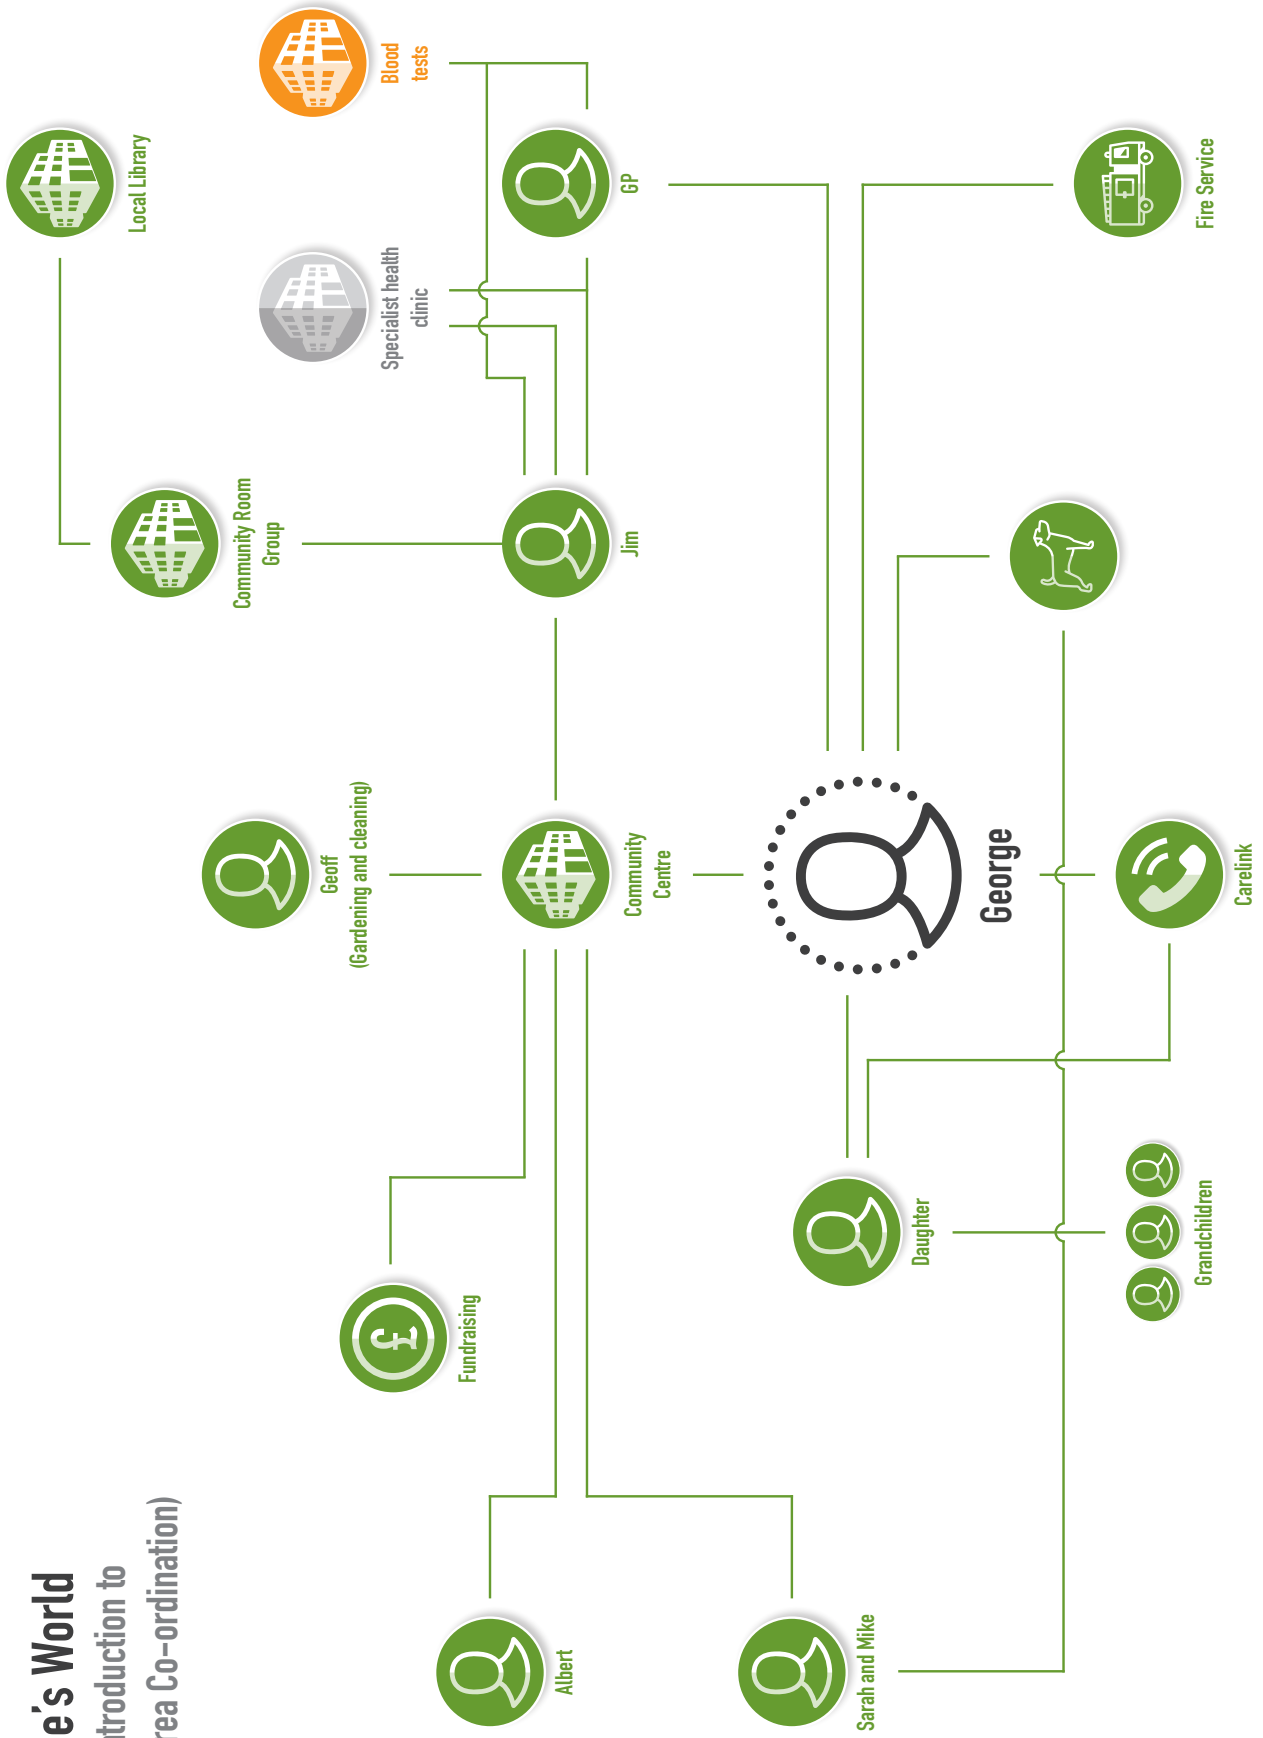 e's World
ntroduction to
rea Co-ordination)
Albert
Sarah and Mike
Fundraising
Daughter
Grandchildren
Geoff
(Gardening and cleaning)
Community
Centre
George
Carelink
Community Room
Group
Jim
Local Library
Specialist health
clinic
Blood
tests
GP
Fire Service
£